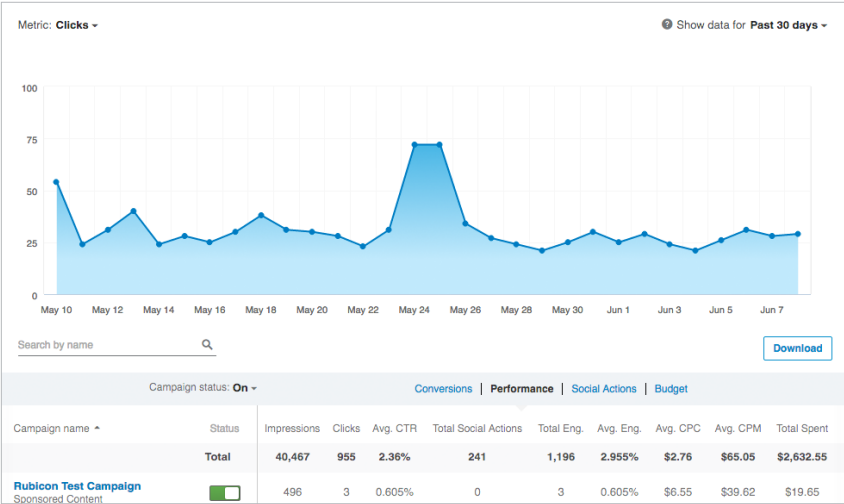 Metric: Clicks
Show data for Past 30 days
100
75
50
25
0
May 10 May 12 May 14 May 16 May 18 May 20 May 22 May 24 May 26 May 28 May 30 Jun 1 Jun 3 Jun 5 Jun 7
Search by name
Download
Campaign status: On
Conversions | Performance | Social Actions | Budget
Campaign name Status Impressions Clicks Avg. CTR Total Social Actions Total Eng. Avg. Eng. Avg. CPC Avg. CPM Total Spent
Total 40,467 955 2.36% 241 1,196 2.955% $2.76 $65.05 $2,632.55
Rubicon Test Campaign
Sponsored Content
496 3 0.605% 0 3 0.605% $6.55 $39.62 $19.65